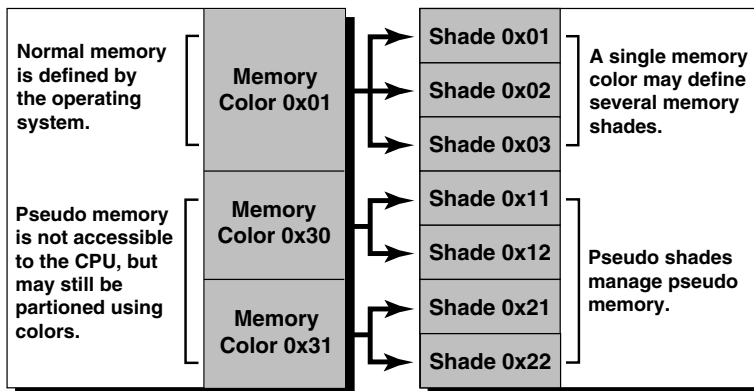 Normal memory
is defined by
the operating
system.
Pseudo memory
is not accessible
to the CPU, but
may still be
partioned using
colors.
Memory
Color 0x01
Memory
Color 0x30
Memory
Color 0x31
Shade 0x01
Shade 0x02
Shade 0x03
Shade 0x11
Shade 0x12
Shade 0x21
Shade 0x22
A single memory
color may define
several memory
shades.
Pseudo shades
manage pseudo
memory.